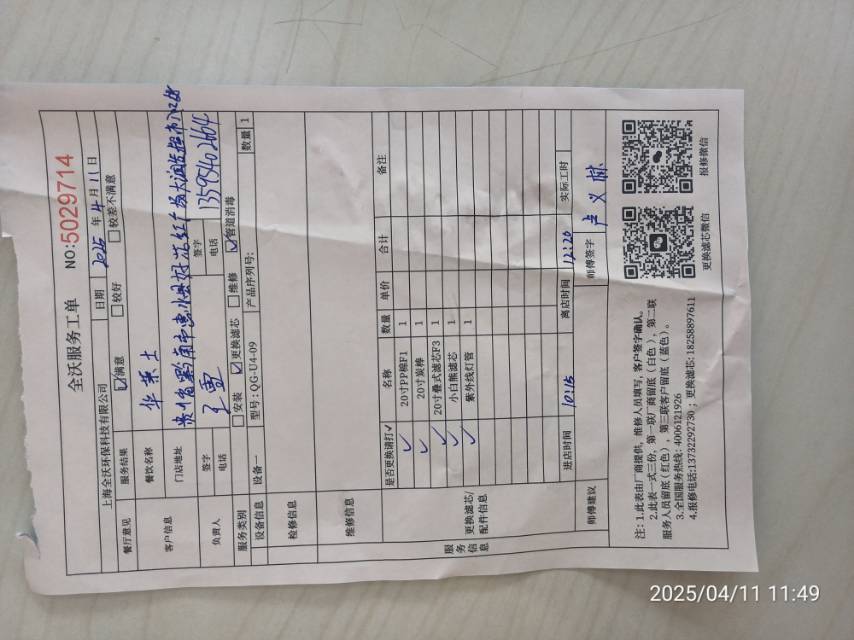 全沃服务工单 NO:5029714
上海全沃环保科技有限公司 日期 2025 年 4 月 11 日
餐厅意见 服务结果 ☑满意 □较好 □较差不满意
客户信息 餐饮名称 华莱士
门店地址 贵州省黔南
负责人 签字 签字
电话 电话 13595402664
服务类别 □安装 ☑更换滤芯 □维修 ☑管道消毒
设备信息 设备一 型号:QG-U4-09 产品序列号: 数量 1
检修信息
维修信息
服务信息 更换滤芯/配件信息 是否更换请打✓ 名称 数量 单价 合计 备注
✓ 20寸PP棉F1 1
✓ 20寸炭棒 1
✓ 20寸叠式滤芯F3 1
✓ 小白熊滤芯 1
紫外线灯管 1
进店时间 10:15 离店时间 12:20 实际工时
师傅建议 师傅签字 卢义
注:1.此表由厂商提供,维修人员填写,客户签字确认。
2.此表一式三份,第一联厂商留底(白色),第二联
服务人员留底(红色),第三联客户留底(蓝色)。
3.全国服务热线:4006121926
4.报修电话:13732292730;更换滤芯:18258897611
更换滤芯微信 报修微信
2025/04/11 11:49